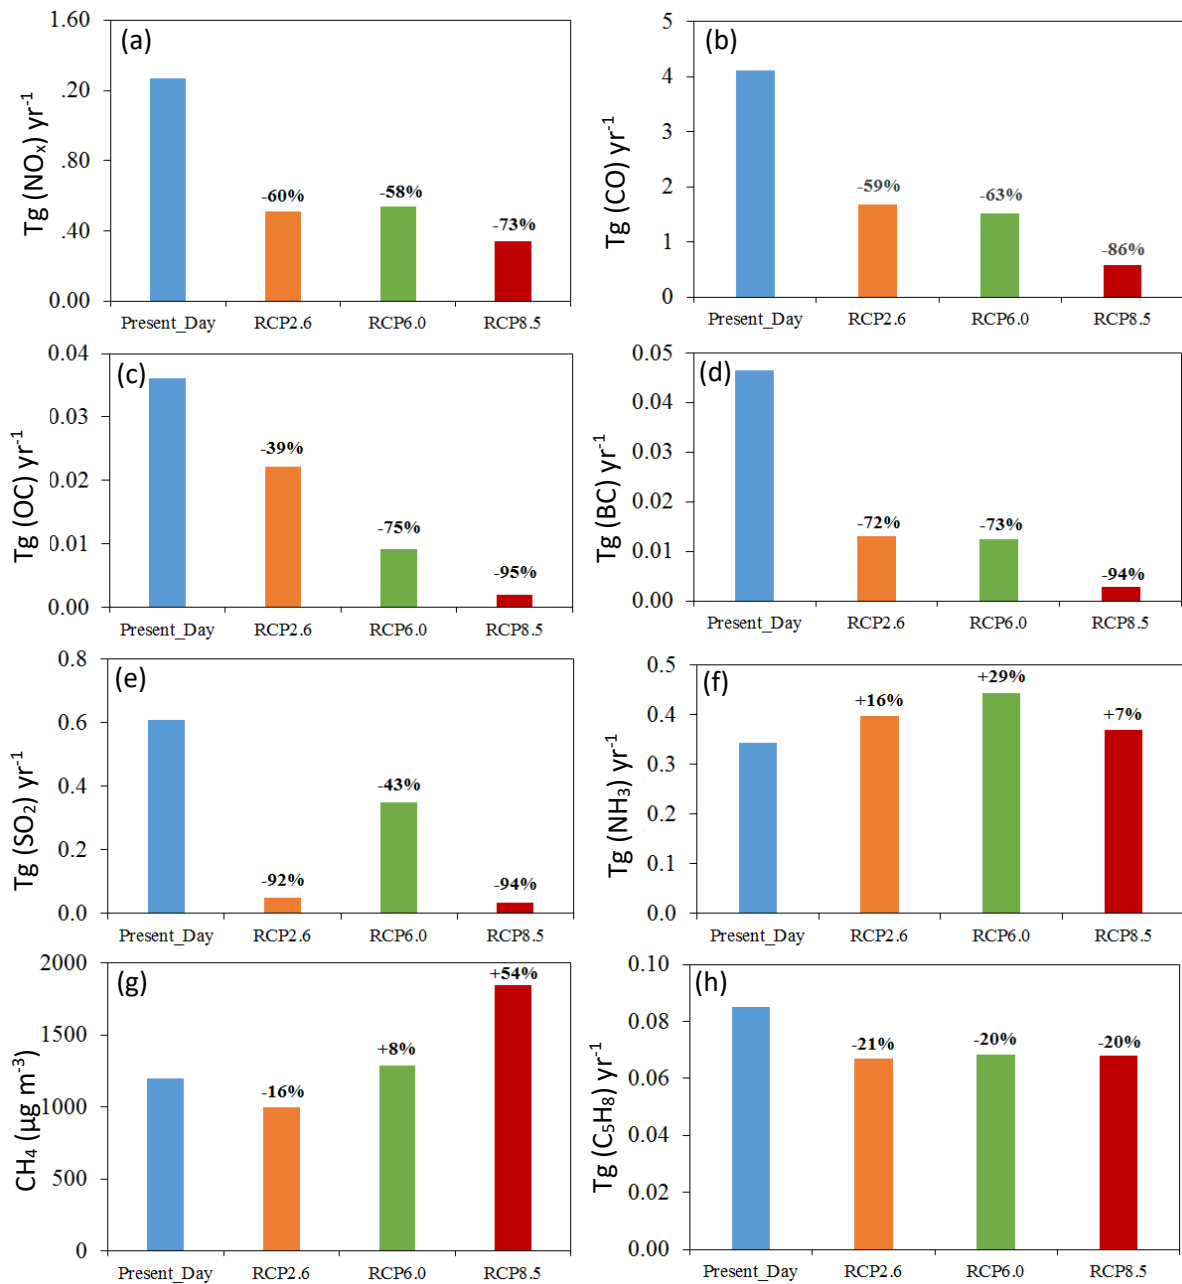 (a)
1.60
.20
.80
.40
0.00
Tg (NOₓ) yr⁻¹
-60%
-58%
-73%
Present_Day RCP2.6 RCP6.0 RCP8.5
(b)
5
4
3
2
1
0
Tg (CO) yr⁻¹
-59%
-63%
-86%
Present_Day RCP2.6 RCP6.0 RCP8.5
(c)
0.04
0.03
0.02
0.01
0.00
Tg (OC) yr⁻¹
-39%
-75%
-95%
Present_Day RCP2.6 RCP6.0 RCP8.5
(d)
0.05
0.04
0.03
0.02
0.01
0.00
Tg (BC) yr⁻¹
-72%
-73%
-94%
Present_Day RCP2.6 RCP6.0 RCP8.5
(e)
0.8
0.6
0.4
0.2
0.0
Tg (SO₂) yr⁻¹
-92%
-43%
-94%
Present_Day RCP2.6 RCP6.0 RCP8.5
(f)
0.5
0.4
0.3
0.2
0.1
0.0
Tg (NH₃) yr⁻¹
+16%
+29%
+7%
Present_Day RCP2.6 RCP6.0 RCP8.5
(g)
2000
1500
1000
500
0
CH₄ (µg m⁻³)
-16%
+8%
+54%
Present_Day RCP2.6 RCP6.0 RCP8.5
(h)
0.10
0.08
0.06
0.04
0.02
0.00
Tg (C₅H₈) yr⁻¹
-21%
-20%
-20%
Present_Day RCP2.6 RCP6.0 RCP8.5